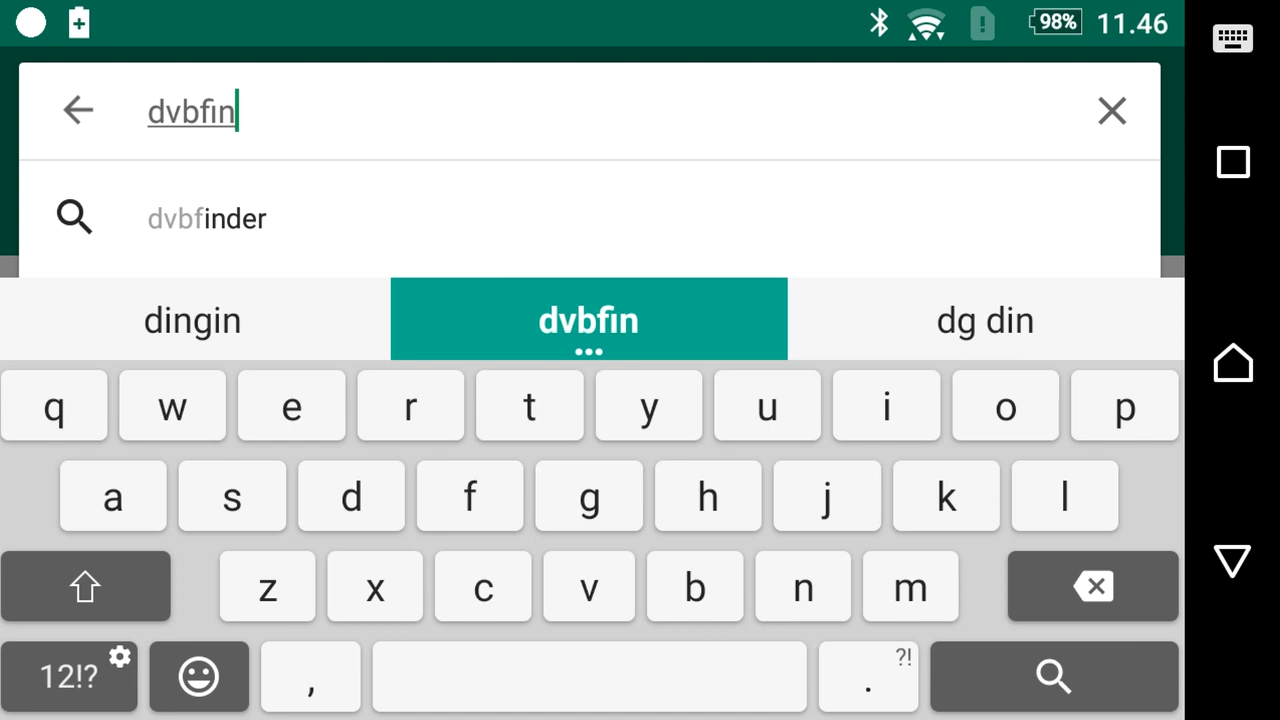 98% 11.46
dvbfin
dvbfinder
dingin dvbfin dg din
q w e r t y u i o p
a s d f g h j k l
z x c v b n m
12!? , . ?!